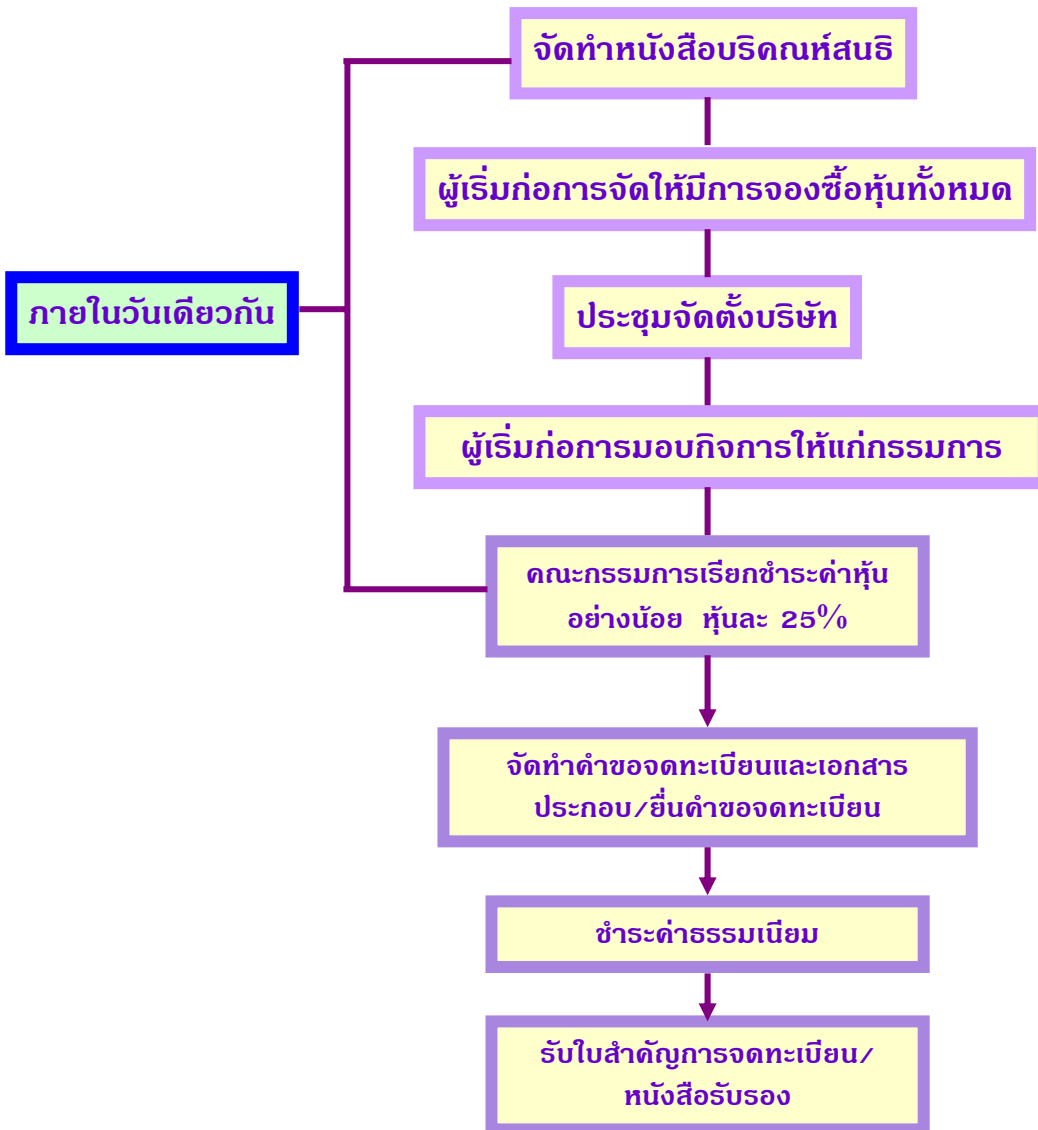 จัดทำหนังสือบริคณห์สนธิ
ผู้เริ่มก่อการจัดให้มีการจองซื้อหุ้นทั้งหมด
ภายในวันเดียวกัน
ประชุมจัดตั้งบริษัท
ผู้เริ่มก่อการมอบกิจการให้แก่กรรมการ
คณะกรรมการเรียกชำระค่าหุ้น
อย่างน้อย หุ้นละ 25%
จัดทำคำขอจดทะเบียนและเอกสาร
ประกอบ/ยื่นคำขอจดทะเบียน
ชำระค่าธรรมเนียม
รับใบสำคัญการจดทะเบียน/
หนังสือรับรอง